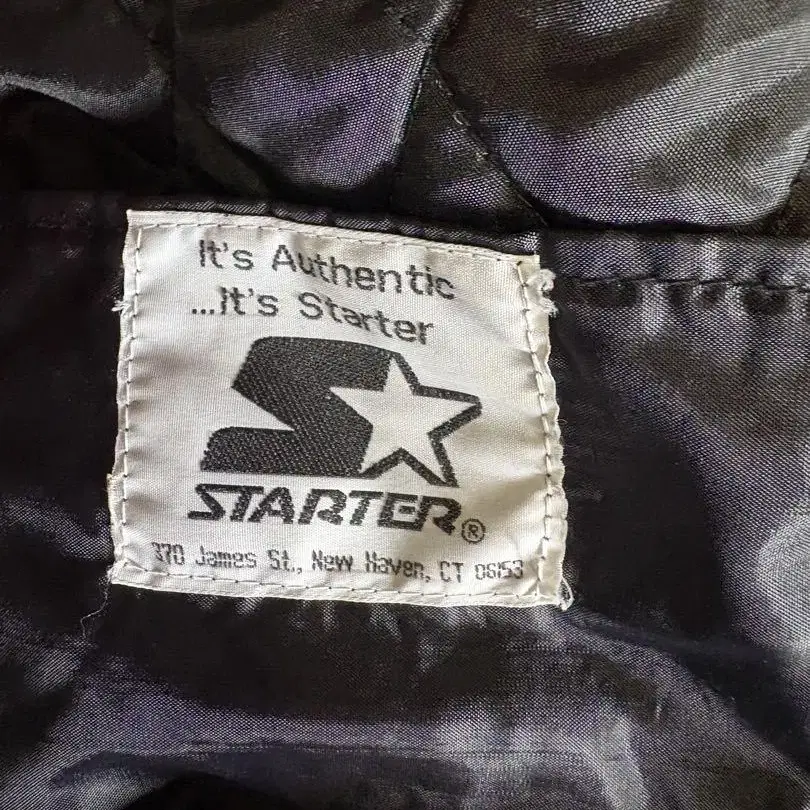 It's Authentic
...It's Starter
STARTER®
370 James St., New Haven, CT 06153